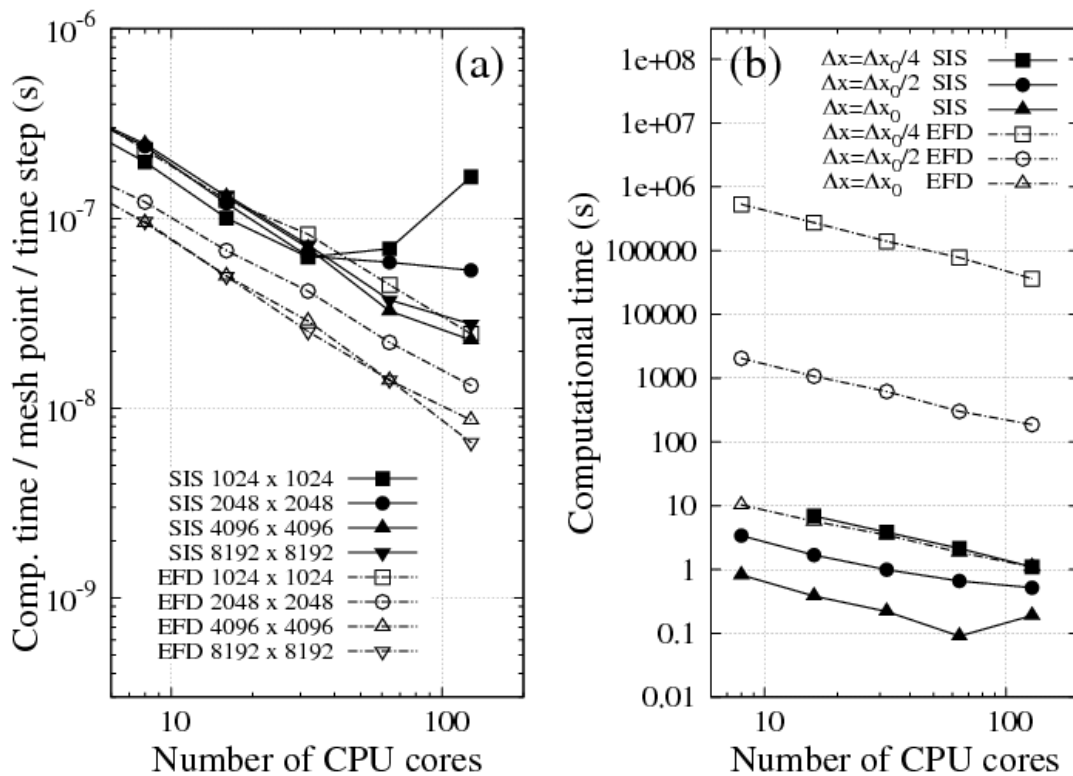 (a)
Comp. time / mesh point / time step (s)
10^-6
10^-7
10^-8
10^-9
SIS 1024 x 1024
SIS 2048 x 2048
SIS 4096 x 4096
SIS 8192 x 8192
EFD 1024 x 1024
EFD 2048 x 2048
EFD 4096 x 4096
EFD 8192 x 8192
10 100
Number of CPU cores
(b)
Computational time (s)
1e+08
1e+07
1e+06
100000
10000
1000
100
10
1
0.1
0.01
Δx=Δx₀/4 SIS
Δx=Δx₀/2 SIS
Δx=Δx₀ SIS
Δx=Δx₀/4 EFD
Δx=Δx₀/2 EFD
Δx=Δx₀ EFD
10 100
Number of CPU cores